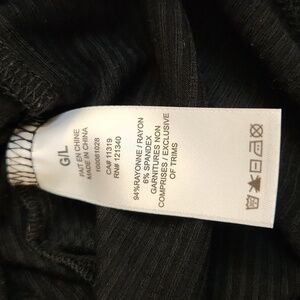 G/L
FAIT EN CHINE
MADE IN CHINA
100061028
CA# 11319
RN# 121340
94%RAYONNE / RAYON
6% SPANDEX
GARNITURES NON
COMPRISES / EXCLUSIVE
OF TRIMS